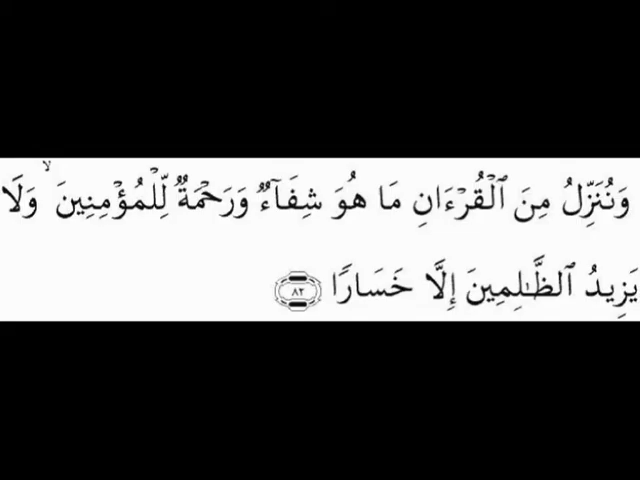 وَنُنَزِّلُ مِنَ ٱلْقُرْءَانِ مَا هُوَ شِفَآءٌ وَرَحْمَةٌ لِّلْمُؤْمِنِينَ ۙ وَلَا
يَزِيدُ ٱلظَّـٰلِمِينَ إِلَّا خَسَارًا ٨٢